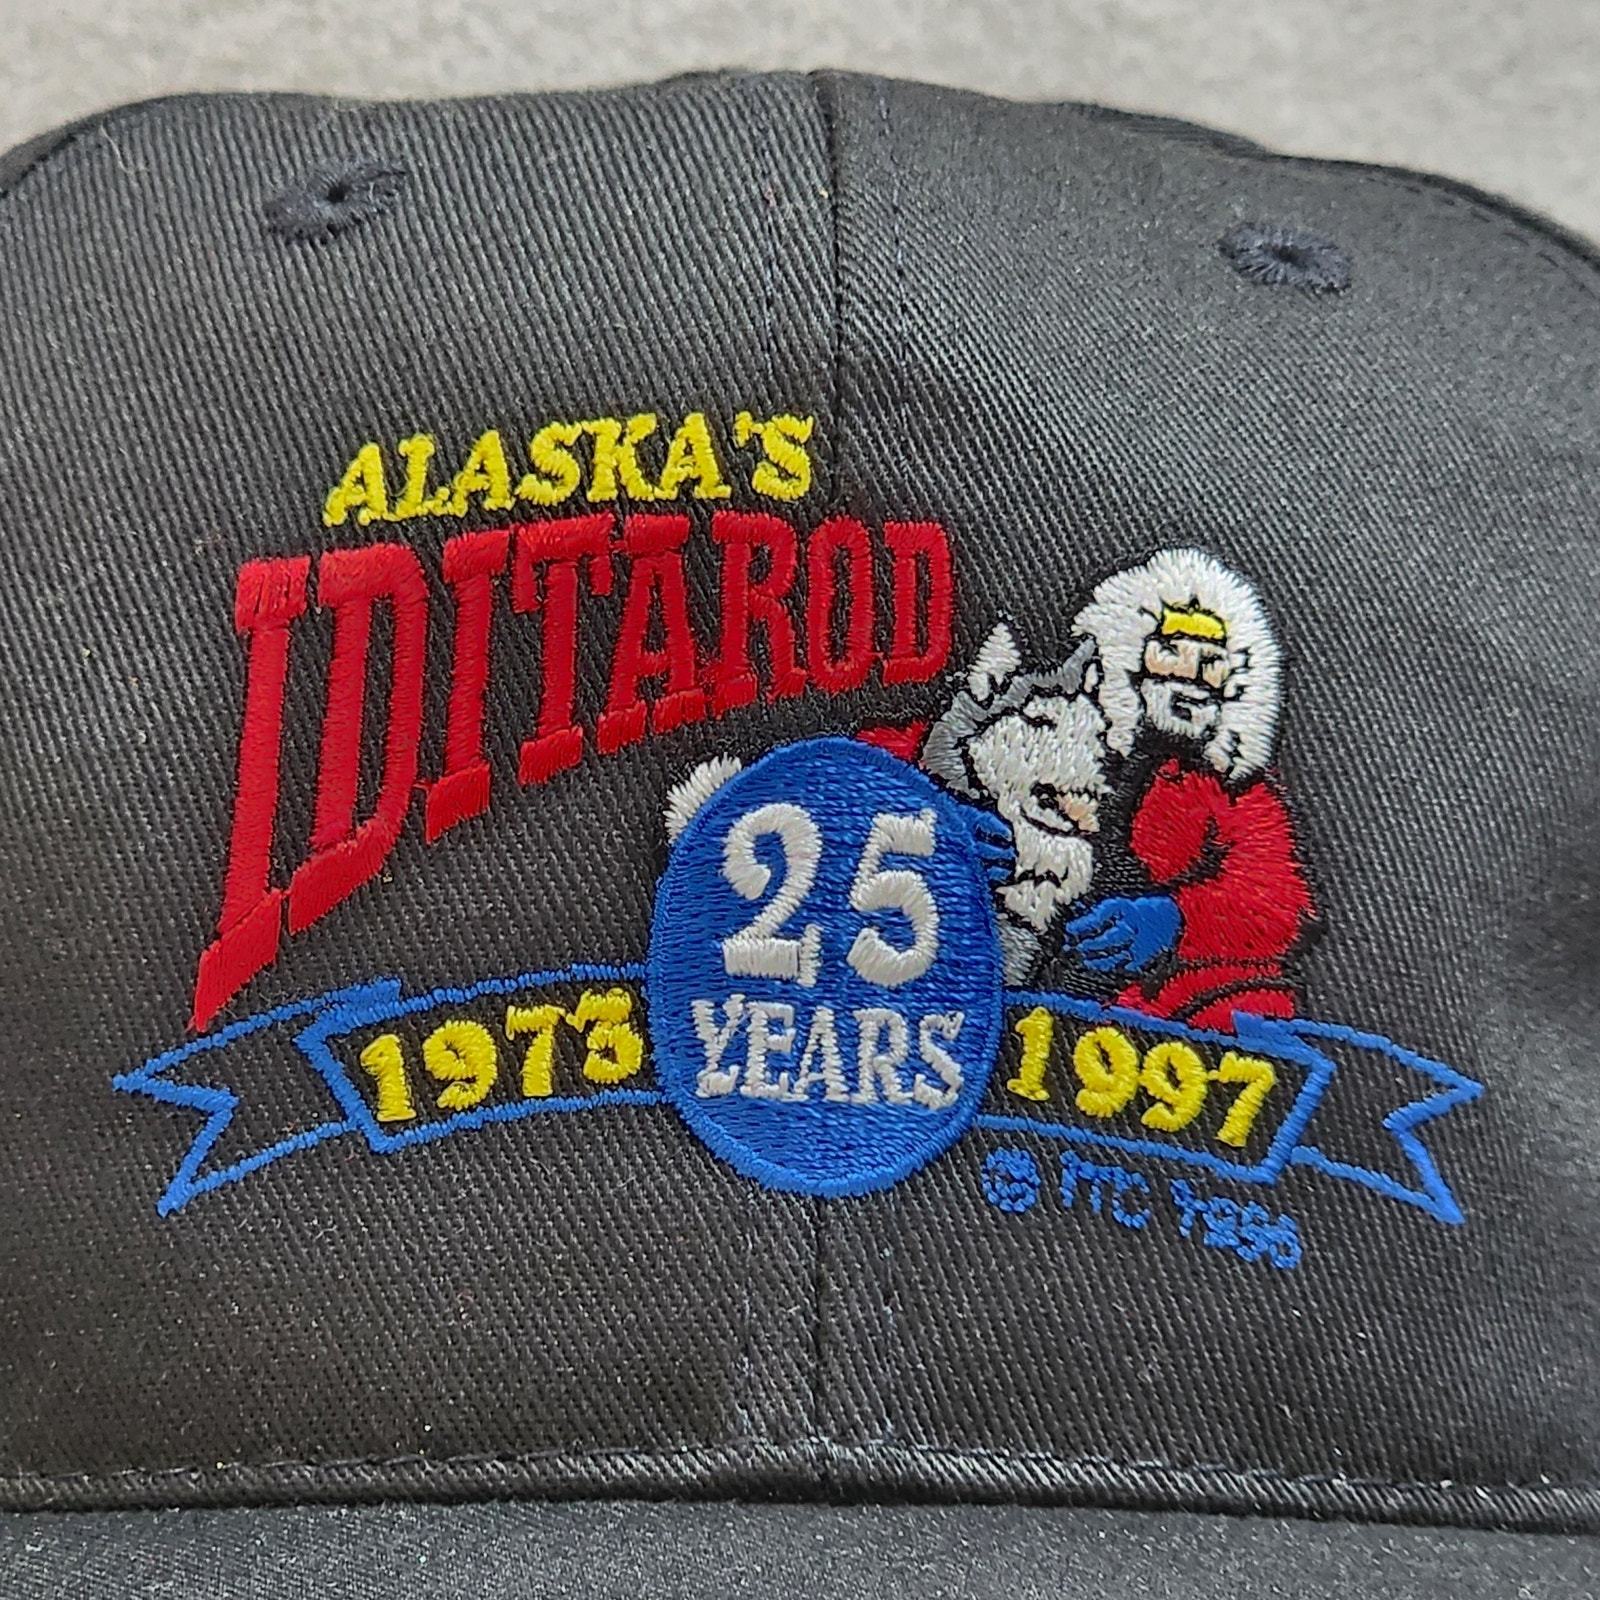 ALASKA'S
IDITAROD
25
YEARS
1973 1997
© ITC 1996